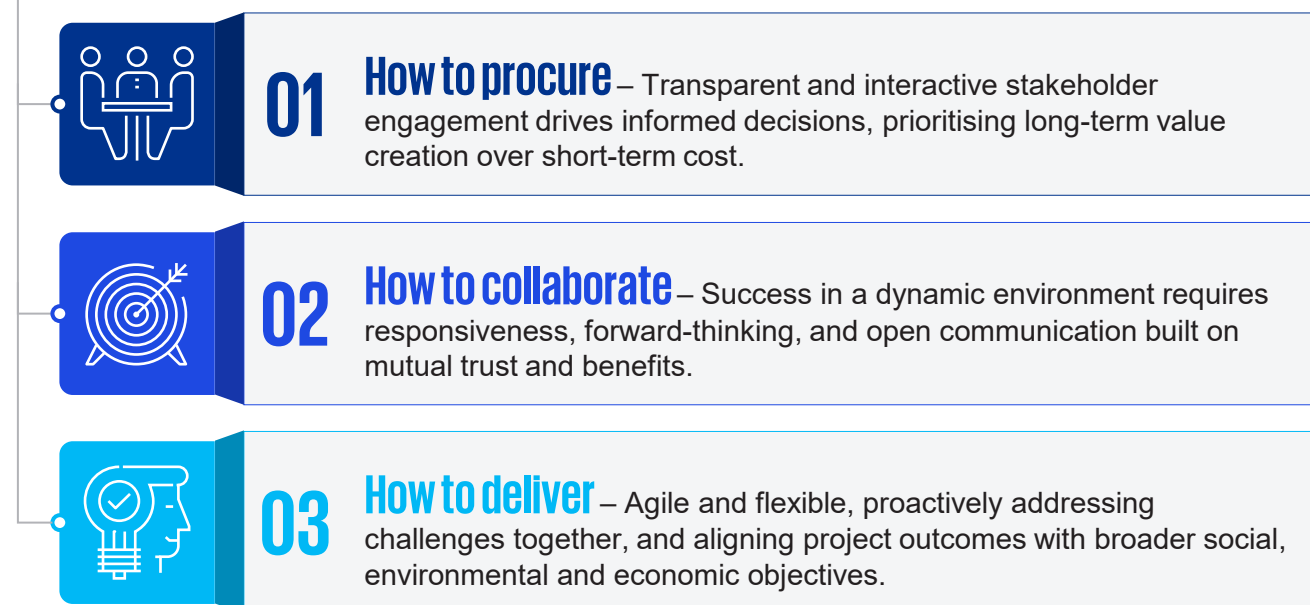 01
How to procure – Transparent and interactive stakeholder
engagement drives informed decisions, prioritising long-term value
creation over short-term cost.
02
How to collaborate – Success in a dynamic environment requires
responsiveness, forward-thinking, and open communication built on
mutual trust and benefits.
03
How to deliver – Agile and flexible, proactively addressing
challenges together, and aligning project outcomes with broader social,
environmental and economic objectives.